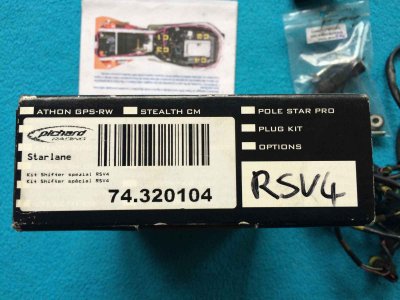 ATHON GPS-RW
STEALTH CM
POLE STAR PRO
PLUG KIT
OPTIONS
pichard
RACING
Starlane
Kit Shifter spezial RSV4
Kit Shifter spécial RSV4
74.320104
RSV4